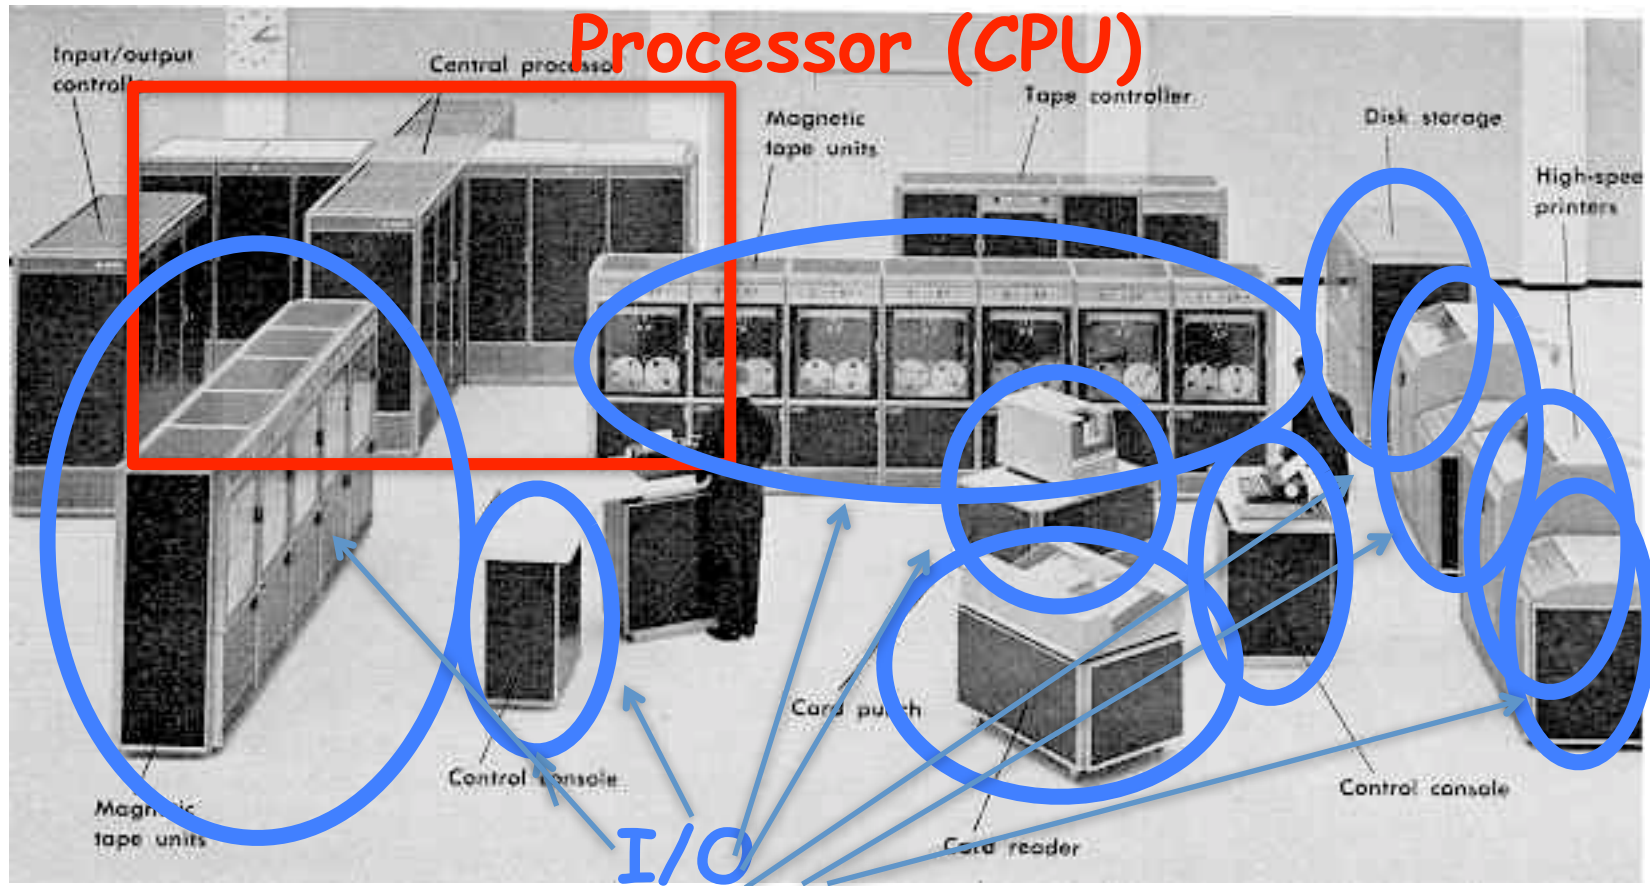 Processor (CPU)
Input/output
control
Central processor
Magnetic
tape units
Tape controller
Disk storage
High-spee
printers
Card punch
Control console
Control console
Magnetic
tape units
Card reader
I/O